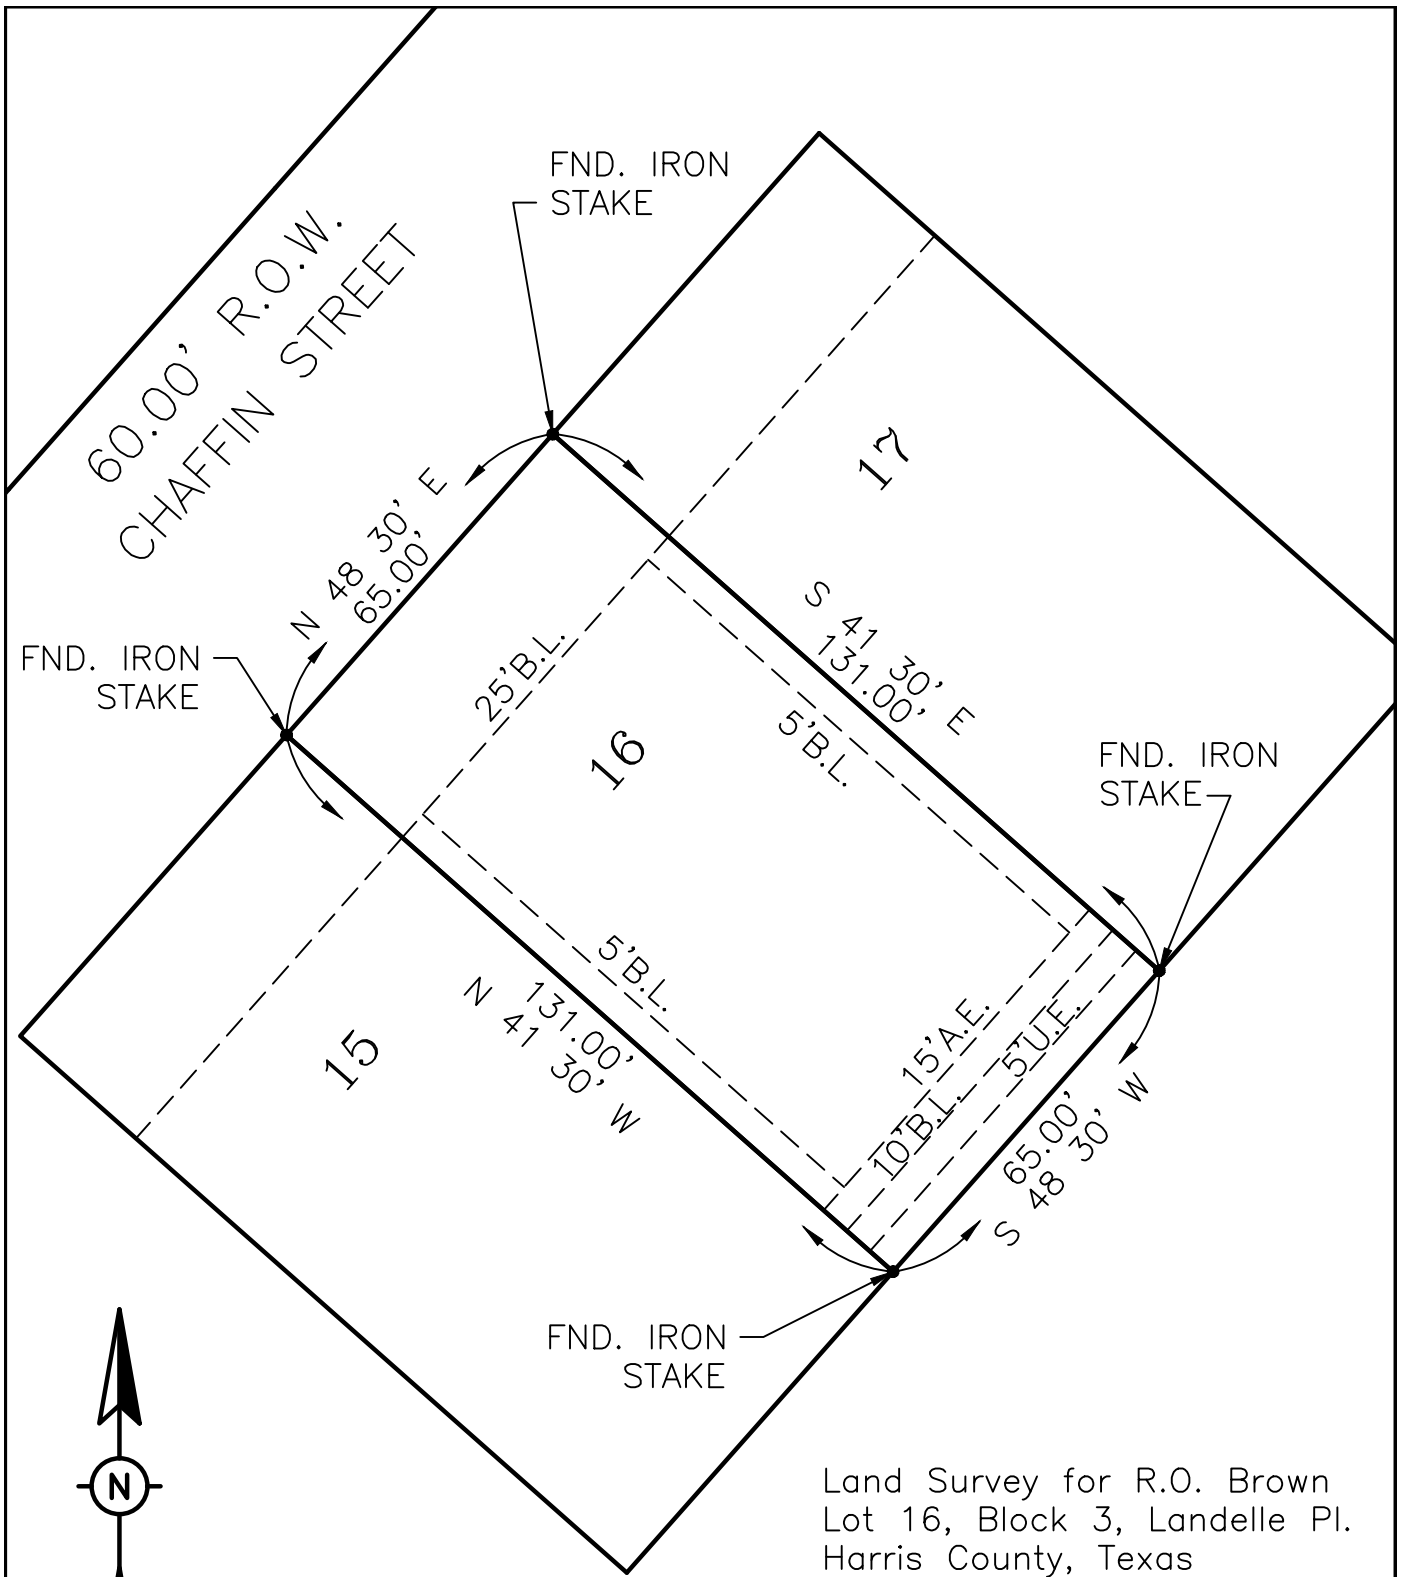 FND. IRON
STAKE
60.00' R.O.W.
CHAFFIN STREET
17
N 48 30' E
65.00'
S 41 30' E
131.00'
FND. IRON
STAKE
25'B.L.
5'B.L.
16
FND. IRON
STAKE
5'B.L.
131.00'
N 41 30' W
15
15'A.E.
5'U.E.
10'B.L.
65.00'
S 48 30' W
FND. IRON
STAKE
N
Land Survey for R.O. Brown
Lot 16, Block 3, Landelle Pl.
Harris County, Texas